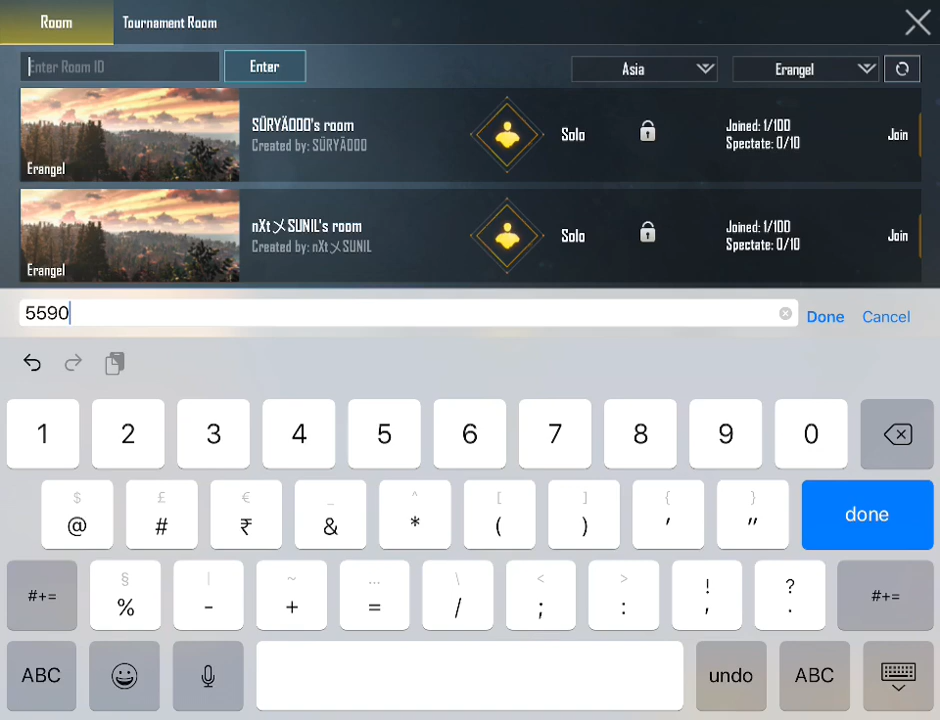 Room
Tournament Room
Enter Room ID
Enter
Asia
Erangel
SÜRYÄOOO's room
Created by: SÜRYÄOOO
Erangel
Solo
Joined: 1/100
Spectate: 0/10
Join
nXt乄SUNIL's room
Created by: nXt乄SUNIL
Erangel
Solo
Joined: 1/100
Spectate: 0/10
Join
5590
Done
Cancel
1 2 3 4 5 6 7 8 9 0
$ £ € _ ^ [ ] { }
@ # ₹ & * ( ) ' "
done
§ | ~ … \ < > ! ?
#+= % - + = / ; : , . #+=
ABC
undo
ABC